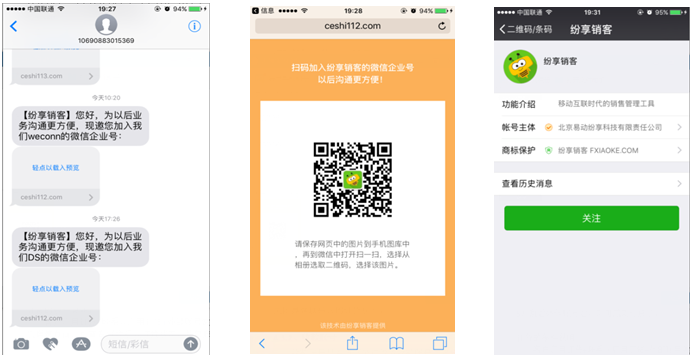 中国联通
19:27
94%
10690883015369
ceshi113.com
今天10:20
【纷享销客】您好，为以后业
务沟通更方便，现邀您加入我
们weconn的微信企业号：
轻点以载入预览
ceshi112.com
今天17:26
【纷享销客】您好，为以后业
务沟通更方便，现邀您加入我
们DS的微信企业号：
轻点以载入预览
ceshi112.com
短信/彩信
信息
19:28
94%
ceshi112.com
扫码加入纷享销客的微信企业号
以后沟通更方便！
请保存网页中的图片到手机图库中
，再到微信中打开扫一扫，选择从
相册选取二维码，选择该图片。
该技术由纷享销客提供
中国联通
19:31
95%
二维码/条码
纷享销客
纷享销客
功能介绍
移动互联时代的销售管理工具
帐号主体
北京易动纷享科技有限责任公司
商标保护
纷享销客 FXIAOKE.COM
查看历史消息
关注